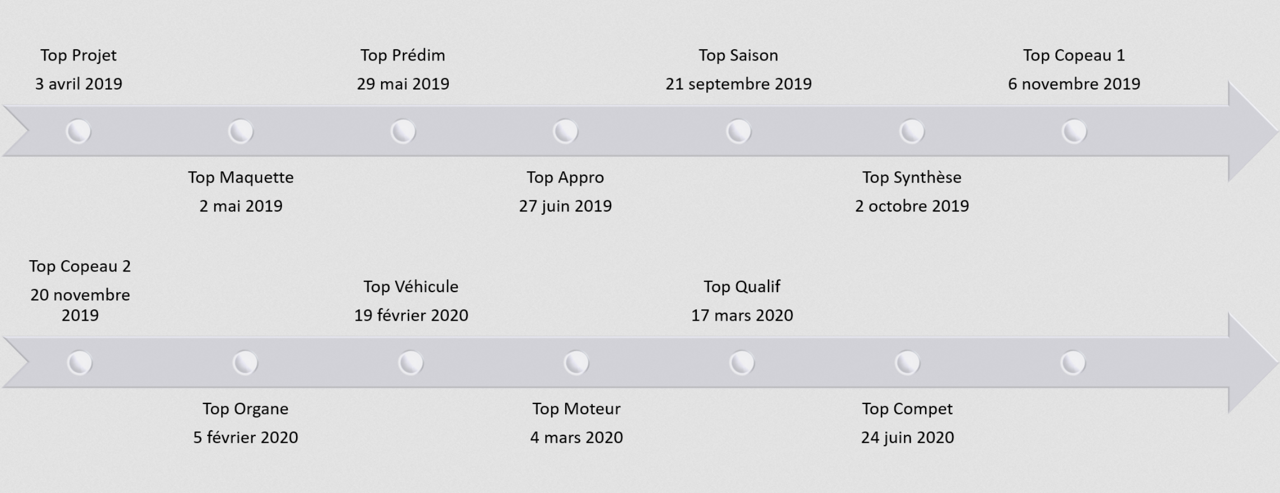 Top Projet
3 avril 2019
Top Maquette
2 mai 2019
Top Prédim
29 mai 2019
Top Appro
27 juin 2019
Top Saison
21 septembre 2019
Top Synthèse
2 octobre 2019
Top Copeau 1
6 novembre 2019
Top Copeau 2
20 novembre
2019
Top Organe
5 février 2020
Top Véhicule
19 février 2020
Top Moteur
4 mars 2020
Top Qualif
17 mars 2020
Top Compet
24 juin 2020